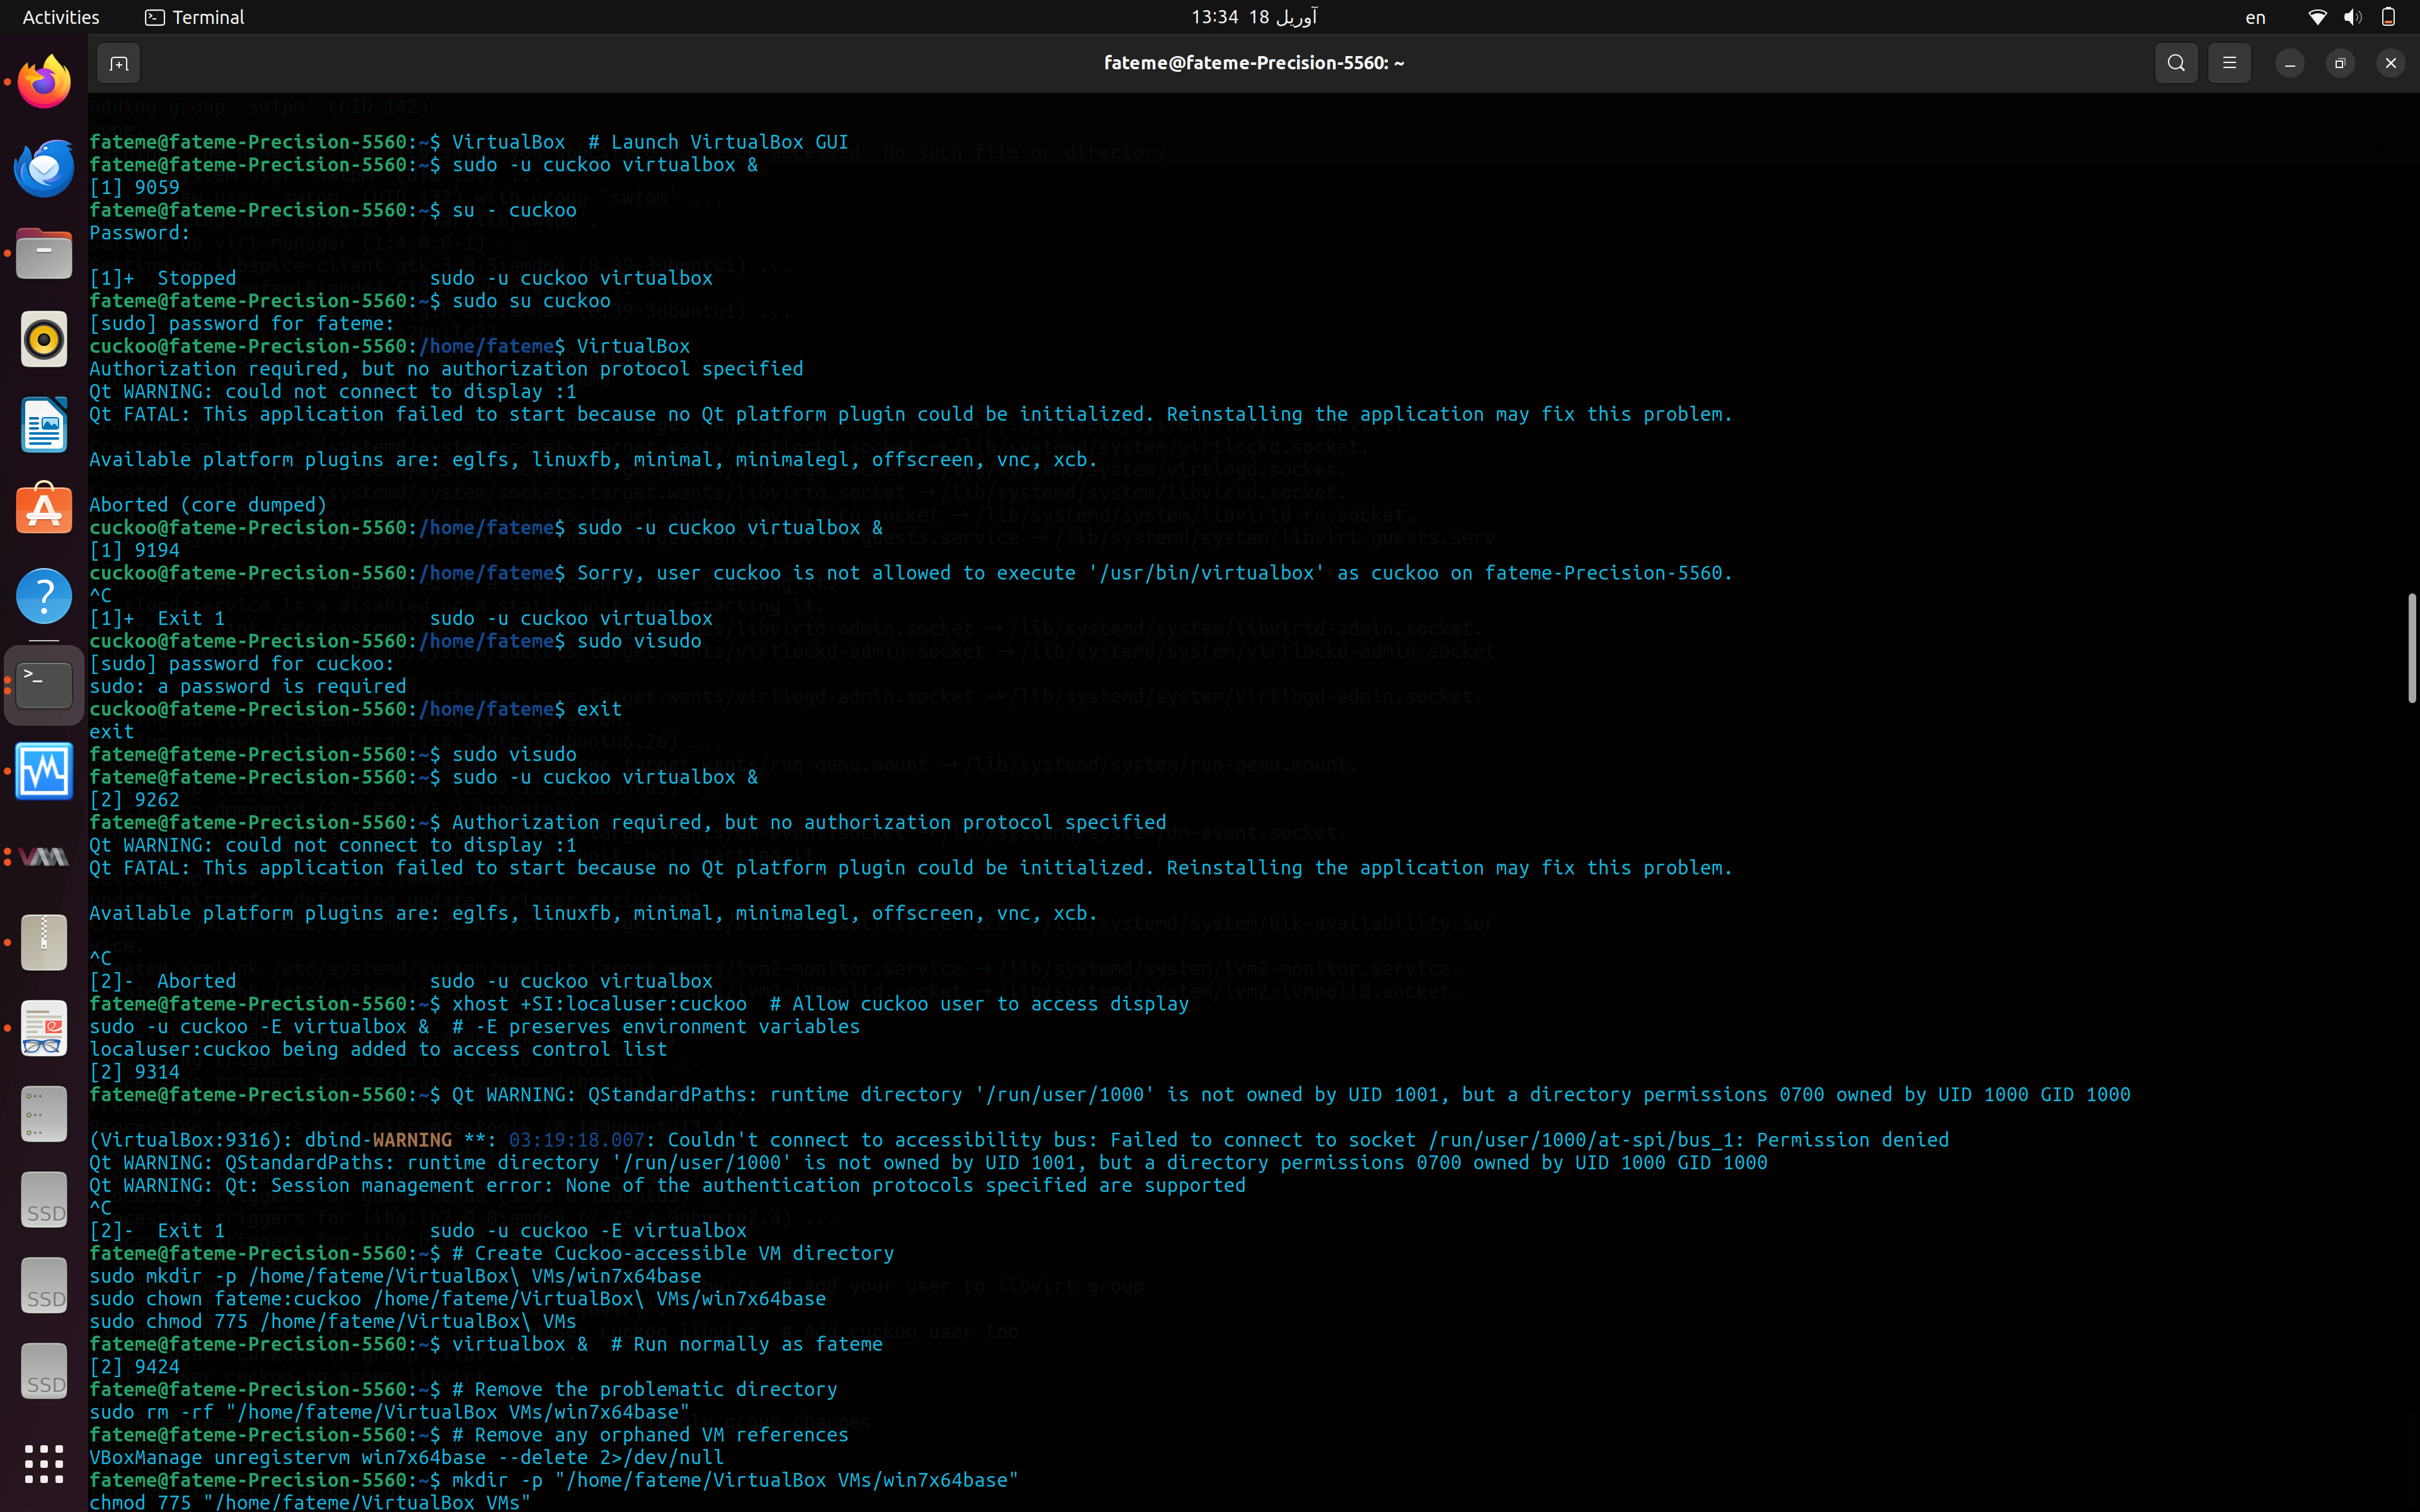 Activities
Terminal
13:34 18 آوریل
en
fateme@fateme-Precision-5560: ~
Adding group `swtpm' (GID 142) ...
fateme@fateme-Precision-5560:~$ VirtualBox  # Launch VirtualBox GUI
fateme@fateme-Precision-5560:~$ sudo -u cuckoo virtualbox &
[1] 9059
fateme@fateme-Precision-5560:~$ su - cuckoo
Password:
[1]+  Stopped                 sudo -u cuckoo virtualbox
fateme@fateme-Precision-5560:~$ sudo su cuckoo
[sudo] password for fateme:
cuckoo@fateme-Precision-5560:/home/fateme$ VirtualBox
Authorization required, but no authorization protocol specified
Qt WARNING: could not connect to display :1
Qt FATAL: This application failed to start because no Qt platform plugin could be initialized. Reinstalling the application may fix this problem.
Available platform plugins are: eglfs, linuxfb, minimal, minimalegl, offscreen, vnc, xcb.
Aborted (core dumped)
cuckoo@fateme-Precision-5560:/home/fateme$ sudo -u cuckoo virtualbox &
[1] 9194
cuckoo@fateme-Precision-5560:/home/fateme$ Sorry, user cuckoo is not allowed to execute '/usr/bin/virtualbox' as cuckoo on fateme-Precision-5560.
^C
[1]+  Exit 1                  sudo -u cuckoo virtualbox
cuckoo@fateme-Precision-5560:/home/fateme$ sudo visudo
[sudo] password for cuckoo:
sudo: a password is required
cuckoo@fateme-Precision-5560:/home/fateme$ exit
exit
fateme@fateme-Precision-5560:~$ sudo visudo
fateme@fateme-Precision-5560:~$ sudo -u cuckoo virtualbox &
[2] 9262
fateme@fateme-Precision-5560:~$ Authorization required, but no authorization protocol specified
Qt WARNING: could not connect to display :1
Qt FATAL: This application failed to start because no Qt platform plugin could be initialized. Reinstalling the application may fix this problem.
Available platform plugins are: eglfs, linuxfb, minimal, minimalegl, offscreen, vnc, xcb.
^C
[2]-  Aborted                 sudo -u cuckoo virtualbox
fateme@fateme-Precision-5560:~$ xhost +SI:localuser:cuckoo  # Allow cuckoo user to access display
sudo -u cuckoo -E virtualbox &  # -E preserves environment variables
localuser:cuckoo being added to access control list
[2] 9314
fateme@fateme-Precision-5560:~$ Qt WARNING: QStandardPaths: runtime directory '/run/user/1000' is not owned by UID 1001, but a directory permissions 0700 owned by UID 1000 GID 1000
(VirtualBox:9316): dbind-WARNING **: 03:19:18.007: Couldn't connect to accessibility bus: Failed to connect to socket /run/user/1000/at-spi/bus_1: Permission denied
Qt WARNING: QStandardPaths: runtime directory '/run/user/1000' is not owned by UID 1001, but a directory permissions 0700 owned by UID 1000 GID 1000
Qt WARNING: Qt: Session management error: None of the authentication protocols specified are supported
^C
[2]-  Exit 1                  sudo -u cuckoo -E virtualbox
fateme@fateme-Precision-5560:~$ # Create Cuckoo-accessible VM directory
sudo mkdir -p /home/fateme/VirtualBox\ VMs/win7x64base
sudo chown fateme:cuckoo /home/fateme/VirtualBox\ VMs/win7x64base
sudo chmod 775 /home/fateme/VirtualBox\ VMs
fateme@fateme-Precision-5560:~$ virtualbox &  # Run normally as fateme
[2] 9424
fateme@fateme-Precision-5560:~$ # Remove the problematic directory
sudo rm -rf "/home/fateme/VirtualBox VMs/win7x64base"
fateme@fateme-Precision-5560:~$ # Remove any orphaned VM references
VBoxManage unregistervm win7x64base --delete 2>/dev/null
fateme@fateme-Precision-5560:~$ mkdir -p "/home/fateme/VirtualBox VMs/win7x64base"
chmod 775 "/home/fateme/VirtualBox VMs"
SSD
SSD
SSD